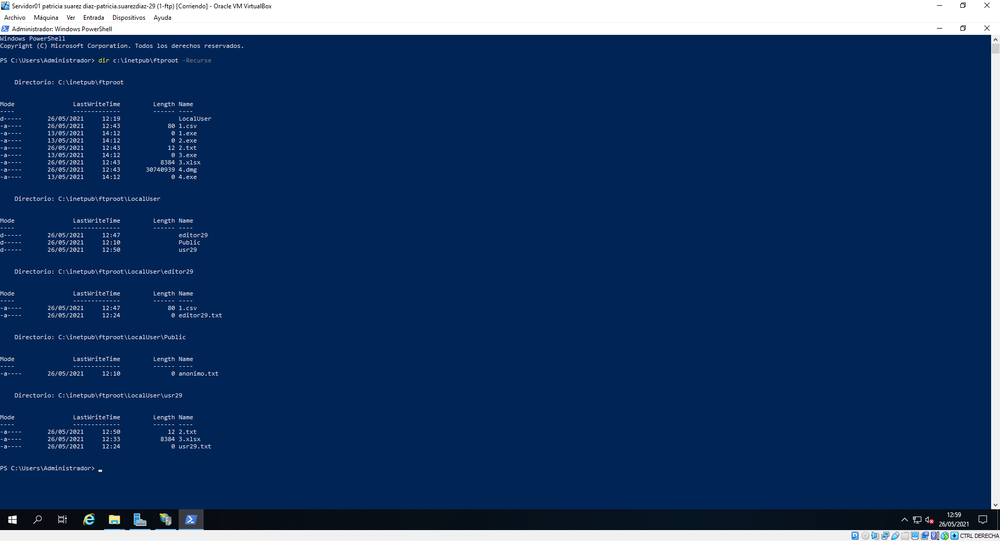 Servidor01 patricia suarez diaz-patricia.suarezdiaz-29 (1-ftp) [Corriendo] - Oracle VM VirtualBox
Archivo Máquina Ver Entrada Dispositivos Ayuda
Administrador: Windows PowerShell
Windows PowerShell
Copyright (C) Microsoft Corporation. Todos los derechos reservados.
PS C:\Users\Administrador> dir c:\inetpub\ftproot -Recurse
Directorio: C:\inetpub\ftproot
Mode LastWriteTime Length Name
---- ------------- ------ ----
d----- 26/05/2021 12:19 LocalUser
-a---- 26/05/2021 12:43 80 1.csv
-a---- 13/05/2021 14:12 0 1.exe
-a---- 13/05/2021 14:12 0 2.exe
-a---- 26/05/2021 12:43 12 2.txt
-a---- 13/05/2021 14:12 0 3.exe
-a---- 26/05/2021 12:43 8384 3.xlsx
-a---- 26/05/2021 12:43 30740939 4.dmg
-a---- 13/05/2021 14:12 0 4.exe
Directorio: C:\inetpub\ftproot\LocalUser
Mode LastWriteTime Length Name
---- ------------- ------ ----
d----- 26/05/2021 12:47 editor29
d----- 26/05/2021 12:10 Public
d----- 26/05/2021 12:50 usr29
Directorio: C:\inetpub\ftproot\LocalUser\editor29
Mode LastWriteTime Length Name
---- ------------- ------ ----
-a---- 26/05/2021 12:47 80 1.csv
-a---- 26/05/2021 12:24 0 editor29.txt
Directorio: C:\inetpub\ftproot\LocalUser\Public
Mode LastWriteTime Length Name
---- ------------- ------ ----
-a---- 26/05/2021 12:10 0 anonimo.txt
Directorio: C:\inetpub\ftproot\LocalUser\usr29
Mode LastWriteTime Length Name
---- ------------- ------ ----
-a---- 26/05/2021 12:50 12 2.txt
-a---- 26/05/2021 12:33 8384 3.xlsx
-a---- 26/05/2021 12:24 0 usr29.txt
PS C:\Users\Administrador>
12:59
26/05/2021
CTRL DERECHA